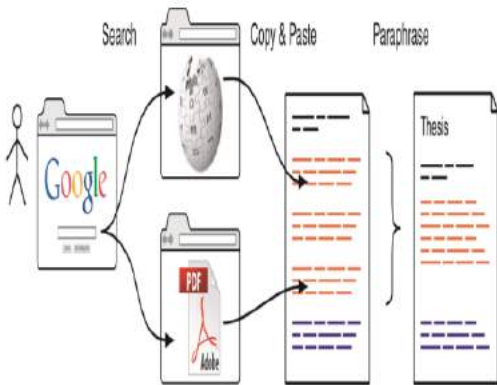 Search
Copy & Paste
Paraphrase
Google
PDF
Adobe
Thesis